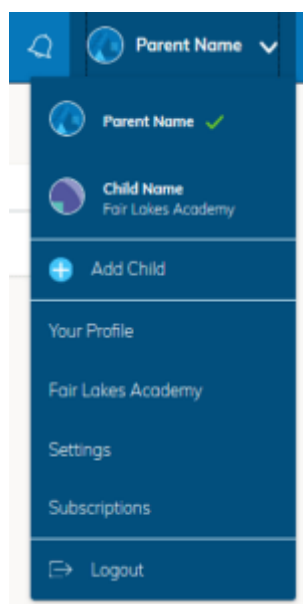 Parent Name
Parent Name
Child Name
Fair Lakes Academy
Add Child
Your Profile
Fair Lakes Academy
Settings
Subscriptions
Logout